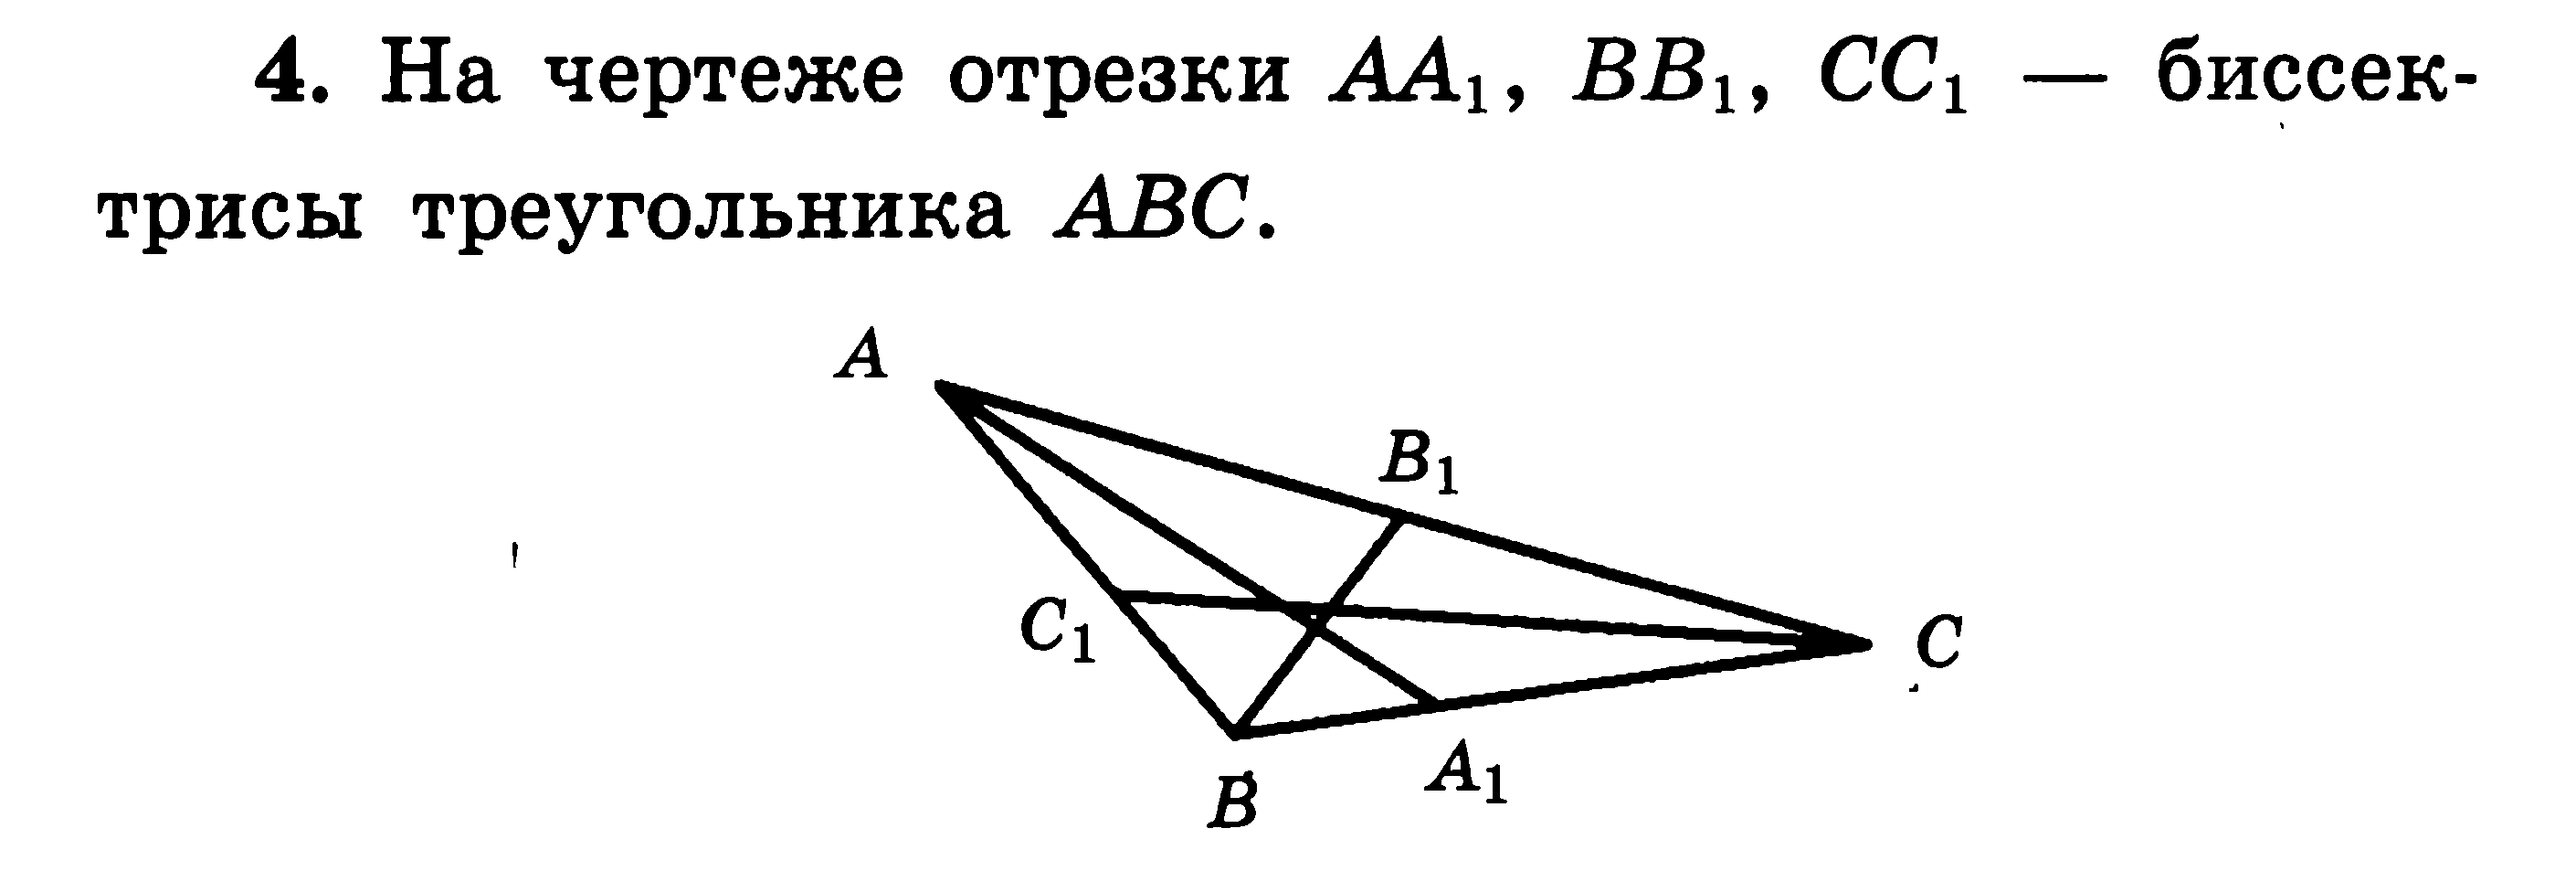 4. На чертеже отрезки AA₁, BB₁, CC₁ — биссек-
трисы треугольника ABC.
A
B₁
C₁
C
A₁
B